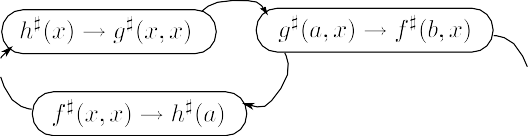 h♯(x) → g♯(x, x)
g♯(a, x) → f♯(b, x)
f♯(x, x) → h♯(a)